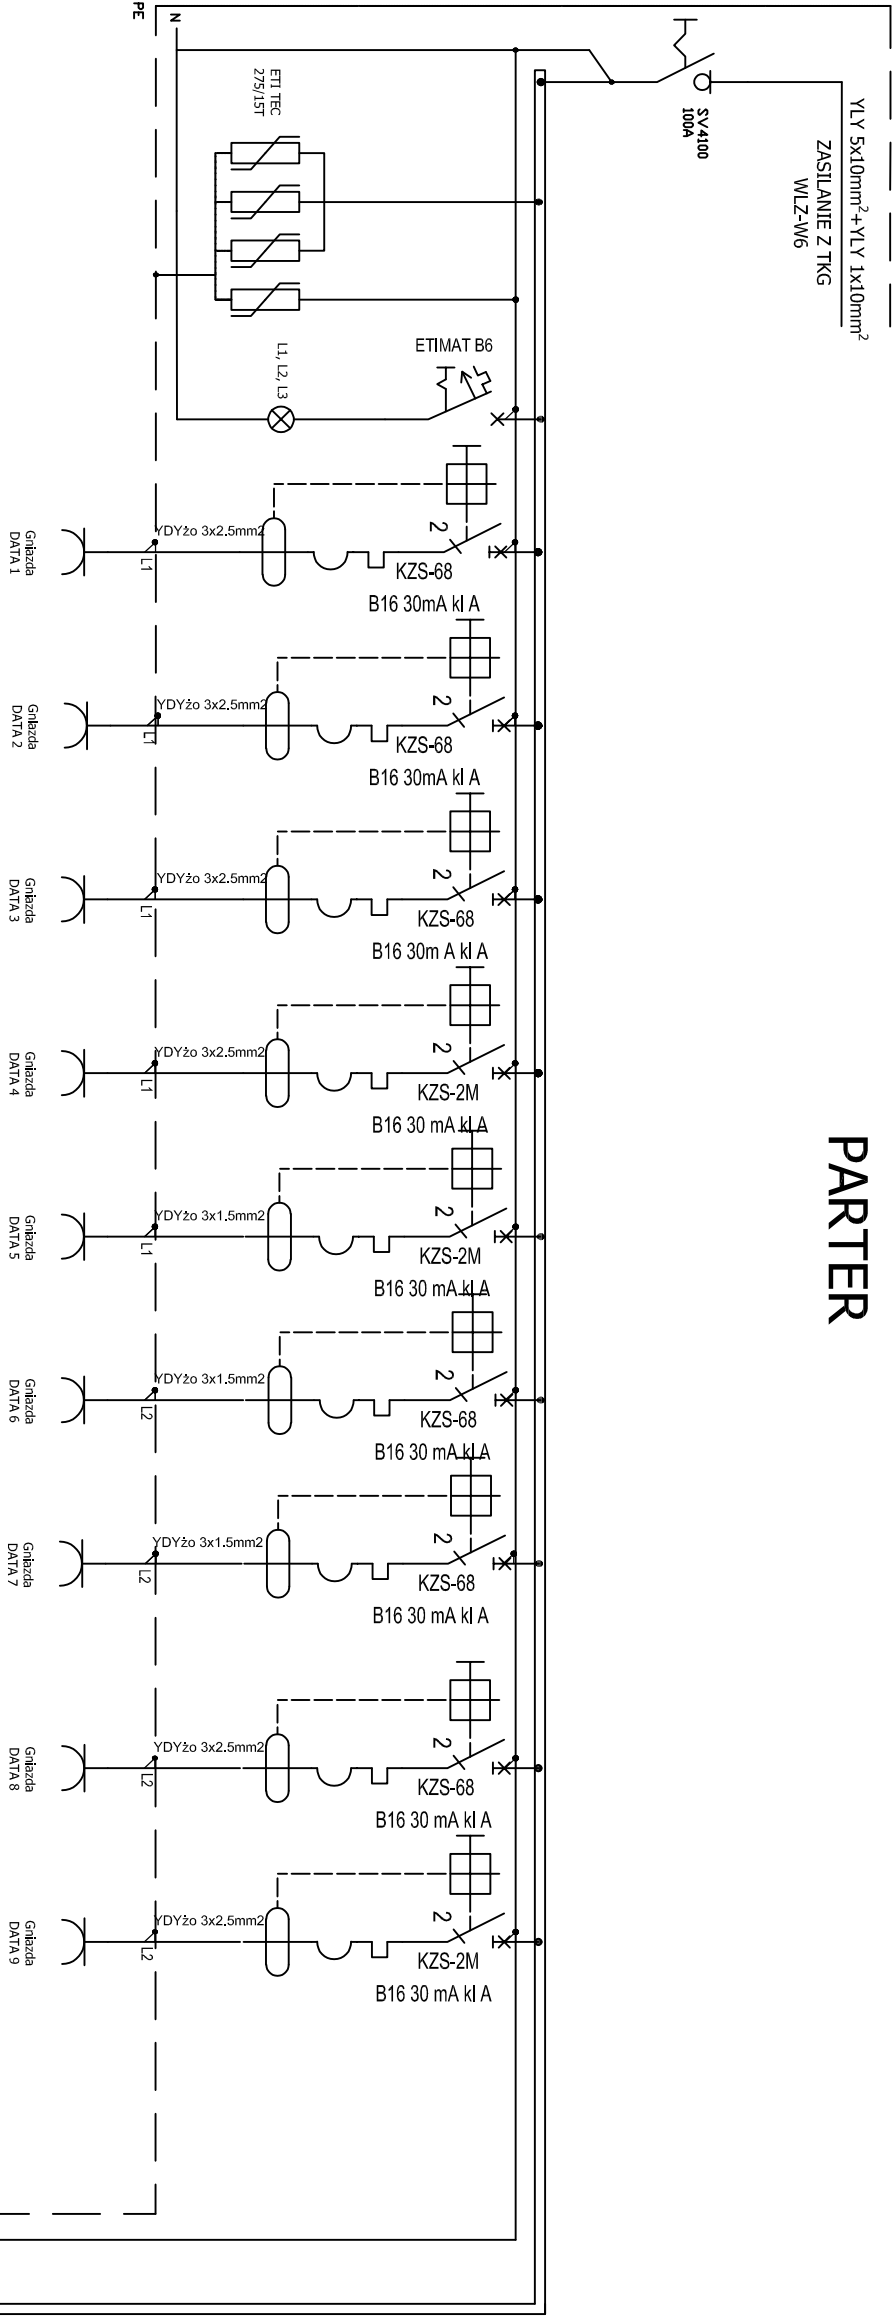 PE
N
YLY 5x10mm²+YLY 1x10mm²
ZASILANIE Z TKG
WLZ-W6
SV4100
100A
ETI TEC
275/15T
L1, L2, L3
ETIMAT B6
PARTER
2
KZS-68
B16 30mA kl A
YDYżo 3x2.5mm2
L1
Gniazda
DATA 1
2
KZS-68
B16 30mA kl A
YDYżo 3x2.5mm2
L1
Gniazda
DATA 2
2
KZS-68
B16 30m A kl A
YDYżo 3x2.5mm2
L1
Gniazda
DATA 3
2
KZS-2M
B16 30 mA kl A
YDYżo 3x2.5mm2
L1
Gniazda
DATA 4
2
KZS-2M
B16 30 mA kl A
YDYżo 3x1.5mm2
L1
Gniazda
DATA 5
2
KZS-68
B16 30 mA kl A
YDYżo 3x1.5mm2
L2
Gniazda
DATA 6
2
KZS-68
B16 30 mA kl A
YDYżo 3x1.5mm2
L2
Gniazda
DATA 7
2
KZS-68
B16 30 mA kl A
YDYżo 3x2.5mm2
L2
Gniazda
DATA 8
2
KZS-2M
B16 30 mA kl A
YDYżo 3x2.5mm2
L2
Gniazda
DATA 9